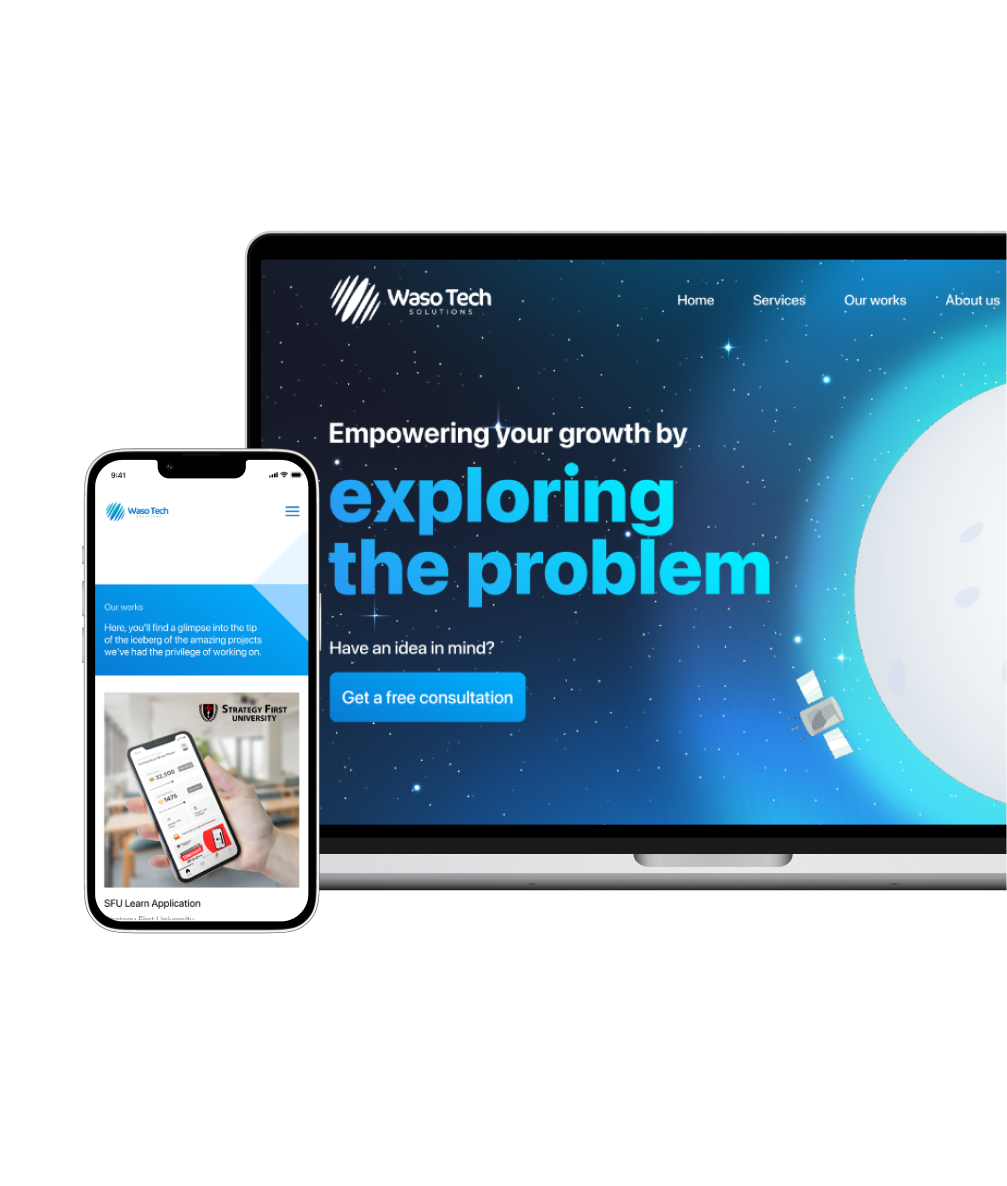 Waso Tech
SOLUTIONS
Home
Services
Our works
About us
Empowering your growth by
exploring
the problem
Have an idea in mind?
Get a free consultation
9:41
Waso Tech
Our works
Here, you'll find a glimpse into the tip
of the iceberg of the amazing projects
we've had the privilege of working on.
STRATEGY FIRST
UNIVERSITY
32,500
1475
SFU Learn Application
Strategy First University